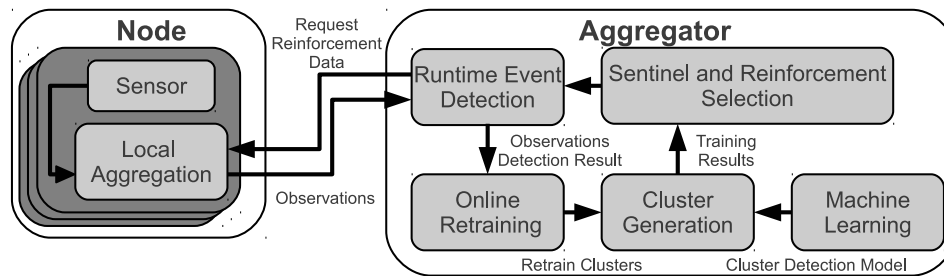 Node
Sensor
Local
Aggregation
Request
Reinforcement
Data
Observations
Aggregator
Runtime Event
Detection
Sentinel and Reinforcement
Selection
Observations
Detection Result
Training
Results
Online
Retraining
Cluster
Generation
Machine
Learning
Retrain Clusters
Cluster Detection Model